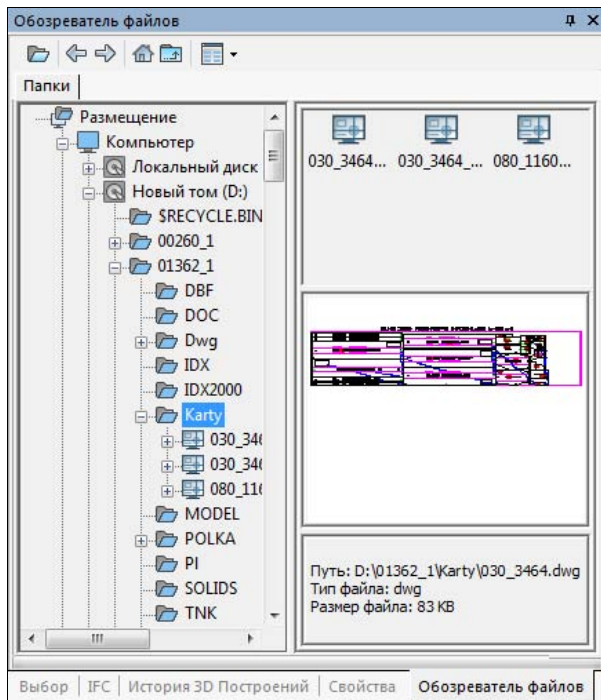 Обозреватель файлов
Папки
Размещение
Компьютер
Локальный диск
Новый том (D:)
$RECYCLE.BIN
00260_1
01362_1
DBF
DOC
Dwg
IDX
IDX2000
Karty
030_346
030_346
080_116
MODEL
POLKA
PI
SOLIDS
TNK
030_3464...
030_3464_...
080_1160...
Путь: D:\01362_1\Karty\030_3464.dwg
Тип файла: dwg
Размер файла: 83 KB
Выбор
IFC
История 3D Построений
Свойства
Обозреватель файлов